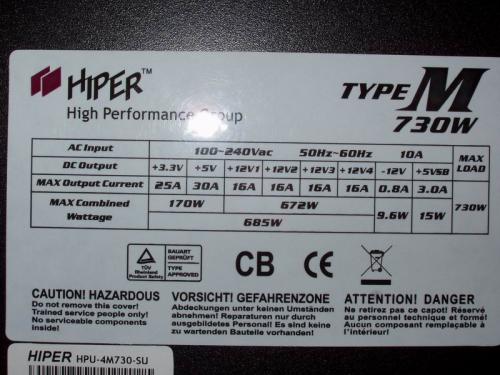 HIPER™
High Performance Group
TYPE M
730W
AC Input 100~240Vac 50Hz~60Hz 10A MAX LOAD
DC Output +3.3V +5V +12V1 +12V2 +12V3 +12V4 -12V +5VSB
MAX Output Current 25A 30A 16A 16A 16A 16A 0.8A 3.0A 730W
MAX Combined Wattage 170W 672W 9.6W 15W
685W
TÜV Rheinland Product Safety
BAUART GEPRÜFT
TYPE APPROVED
CB
CE
CAUTION! HAZARDOUS
Do not remove this cover!
Trained service people only!
No serviceable components
inside!
VORSICHT! GEFAHRENZONE
Abdeckungen unter keinen Umständen
abnehmen! Reparaturen nur durch
ausgebildetes Personal! Es sind keine
zu wartenden Bauteile vorhanden!
ATTENTION! DANGER
Ne retirez pas ce capot! Réservé
au personnel technique et formé!
Aucun composant remplaçable à
l'intérieur!
HIPER HPU-4M730-SU